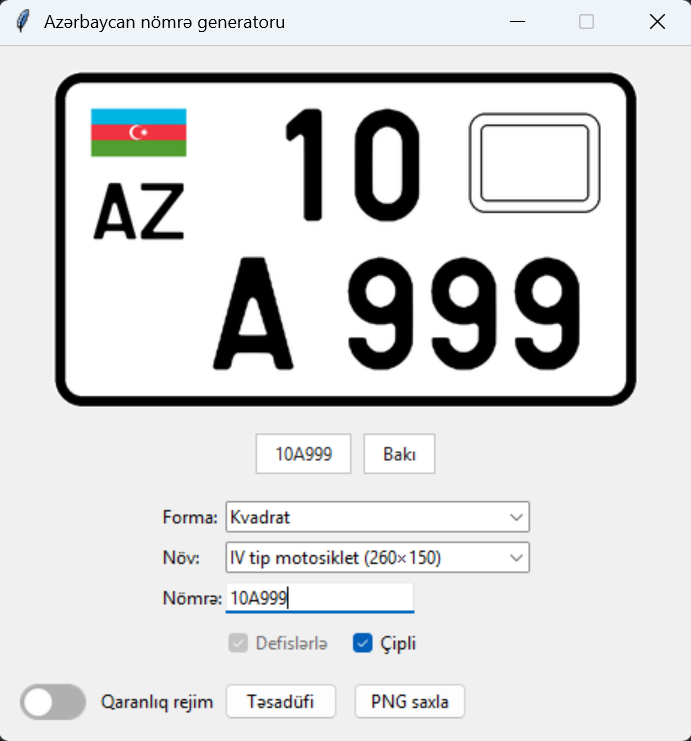 Azərbaycan nömrə generatoru
10
AZ
A 999
10A999 Bakı
Forma: Kvadrat
Növ: IV tip motosiklet (260×150)
Nömrə: 10A999
Defislərlə Çipli
Qaranlıq rejim Təsadüfi PNG saxla